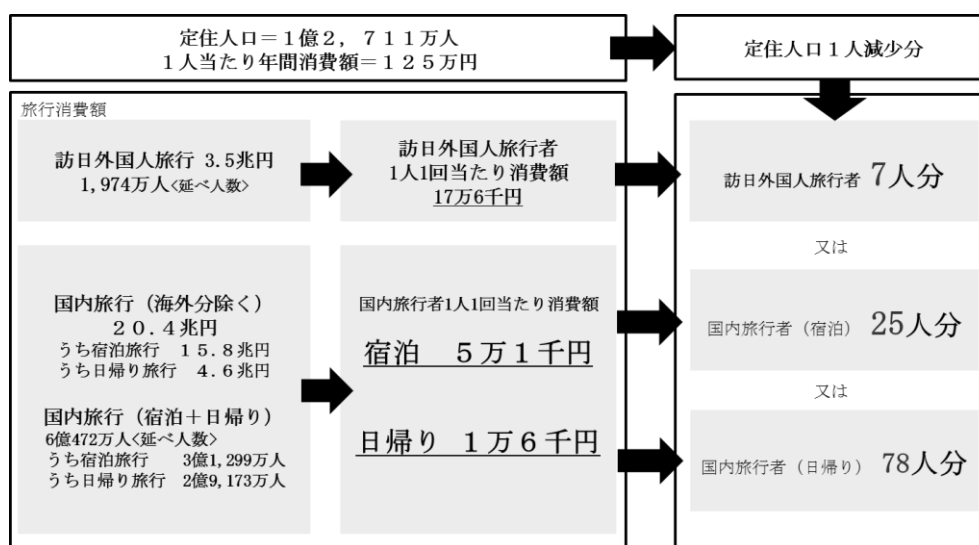 定住人口＝１億２，７１１万人
１人当たり年間消費額＝１２５万円
定住人口１人減少分
旅行消費額
訪日外国人旅行 3.5兆円
1,974万人<延べ人数>
訪日外国人旅行者
1人1回当たり消費額
17万6千円
訪日外国人旅行者 7人分
又は
国内旅行（海外分除く）
２０.４兆円
うち宿泊旅行　１５.８兆円
うち日帰り旅行　４.６兆円
国内旅行（宿泊＋日帰り）
6億472万人<延べ人数>
うち宿泊旅行　3億1,299万人
うち日帰り旅行　2億9,173万人
国内旅行者1人1回当たり消費額
宿泊　５万１千円
日帰り　１万６千円
国内旅行者（宿泊） 25人分
又は
国内旅行者（日帰り） 78人分